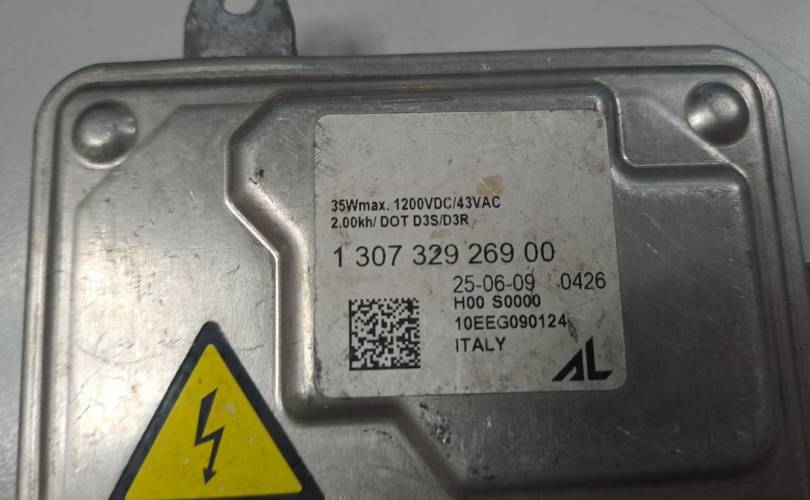 35Wmax. 1200VDC/43VAC
2.00kh/ DOT D3S/D3R
1 307 329 269 00
25-06-09 0426
H00 S0000
10EEG090124
ITALY
AL